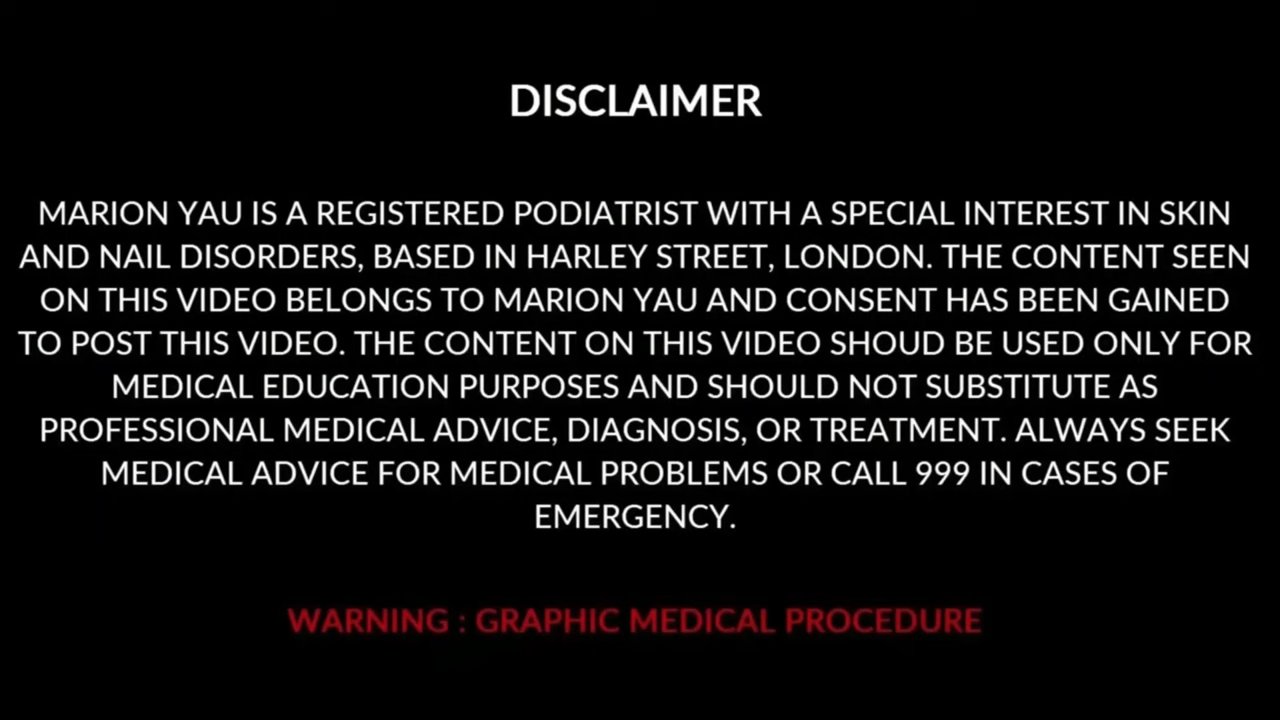 DISCLAIMER
MARION YAU IS A REGISTERED PODIATRIST WITH A SPECIAL INTEREST IN SKIN
AND NAIL DISORDERS, BASED IN HARLEY STREET, LONDON. THE CONTENT SEEN
ON THIS VIDEO BELONGS TO MARION YAU AND CONSENT HAS BEEN GAINED
TO POST THIS VIDEO. THE CONTENT ON THIS VIDEO SHOUD BE USED ONLY FOR
MEDICAL EDUCATION PURPOSES AND SHOULD NOT SUBSTITUTE AS
PROFESSIONAL MEDICAL ADVICE, DIAGNOSIS, OR TREATMENT. ALWAYS SEEK
MEDICAL ADVICE FOR MEDICAL PROBLEMS OR CALL 999 IN CASES OF
EMERGENCY.
WARNING : GRAPHIC MEDICAL PROCEDURE